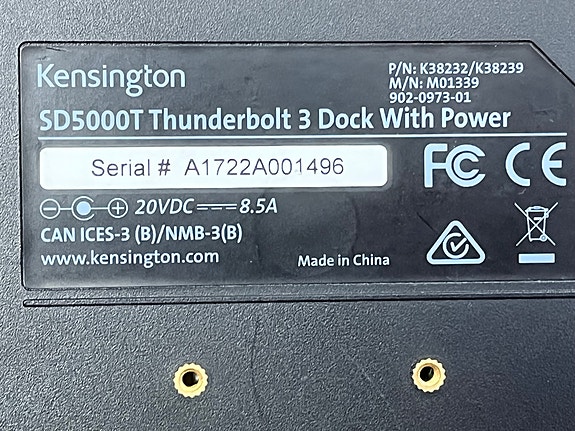 Kensington
P/N: K38232/K38239
M/N: M01339
902-0973-01
SD5000T Thunderbolt 3 Dock With Power
Serial # A1722A001496
FC CE
20VDC⎓8.5A
CAN ICES-3 (B)/NMB-3(B)
www.kensington.com
Made in China